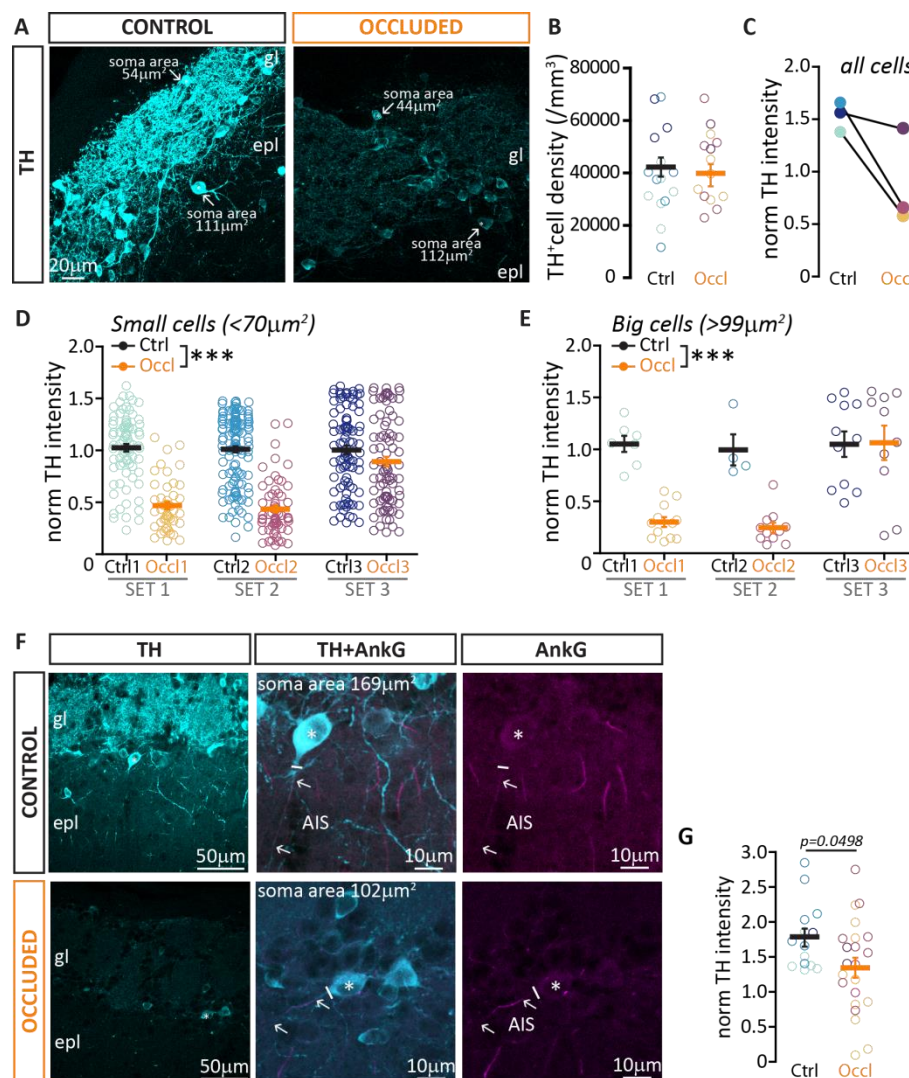 A
CONTROL
OCCLUDED
TH
soma area
54μm²
gl
epl
soma area
111μm²
20μm
soma area
44μm²
gl
soma area
112μm²
epl
B
TH⁺cell density (/mm³)
80000
60000
40000
20000
0
Ctrl
Occl
C
all cells
norm TH intensity
2.0
1.5
1.0
0.5
0
Ctrl
Occl
D
Small cells (<70μm²)
Ctrl
Occl
***
norm TH intensity
2.0
1.5
1.0
0.5
0
Ctrl1 Occl1
Ctrl2 Occl2
Ctrl3 Occl3
SET 1
SET 2
SET 3
E
Big cells (>99μm²)
Ctrl
Occl
***
norm TH intensity
2.0
1.5
1.0
0.5
0
Ctrl1 Occl1
Ctrl2 Occl2
Ctrl3 Occl3
SET 1
SET 2
SET 3
F
TH
TH+AnkG
AnkG
CONTROL
gl
epl
50μm
soma area 169μm²
*
AIS
10μm
*
AIS
10μm
OCCLUDED
gl
epl
*
50μm
soma area 102μm²
*
AIS
10μm
*
AIS
10μm
G
p=0.0498
norm TH intensity
3.0
2.5
2.0
1.5
1.0
0.5
0
Ctrl
Occl